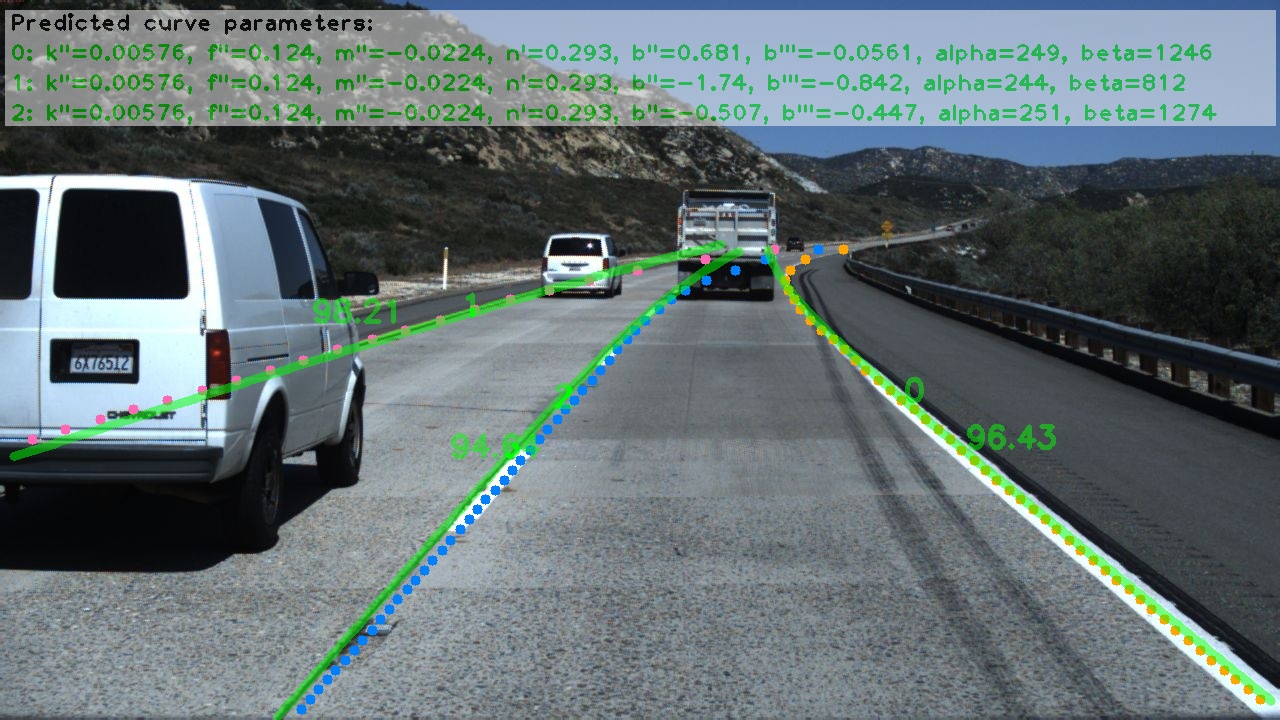 Predicted curve parameters:
0: k''=0.00576, f''=0.124, m''=-0.0224, n'=0.293, b''=0.681, b'''=-0.0561, alpha=249, beta=1246
1: k''=0.00576, f''=0.124, m''=-0.0224, n'=0.293, b''=-1.74, b'''=-0.842, alpha=244, beta=812
2: k''=0.00576, f''=0.124, m''=-0.0224, n'=0.293, b''=-0.507, b'''=-0.447, alpha=251, beta=1274
1
96.21
6X76512
CHEVROLET
0
96.43